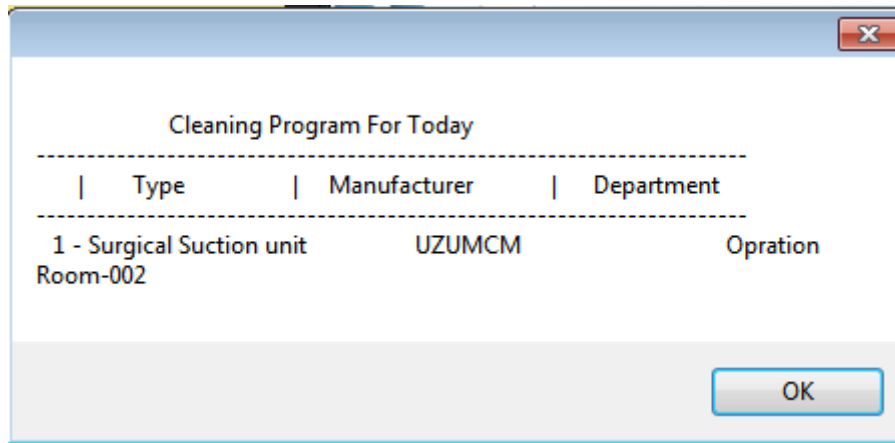 Cleaning Program For Today
-----------------------------------------------------------------------
| Type | Manufacturer | Department
-----------------------------------------------------------------------
1 - Surgical Suction unit UZUMCM Opration
Room-002
OK